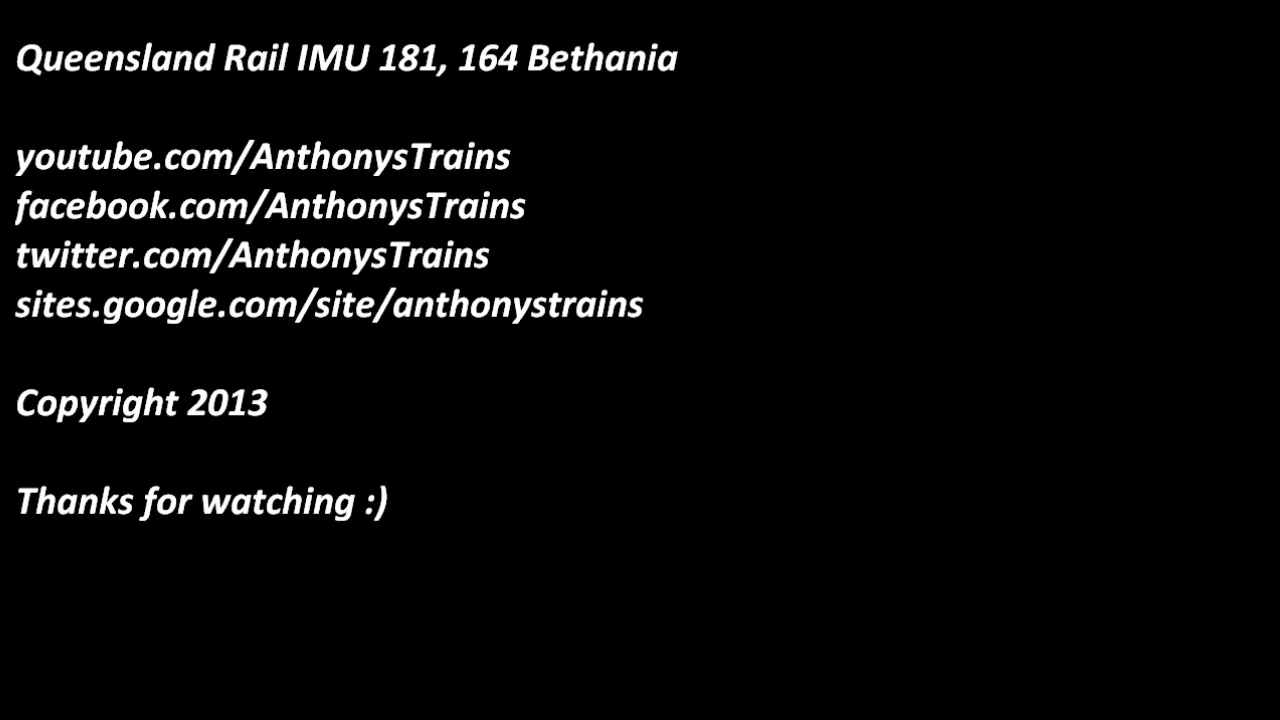 Queensland Rail IMU 181, 164 Bethania
youtube.com/AnthonysTrains
facebook.com/AnthonysTrains
twitter.com/AnthonysTrains
sites.google.com/site/anthonystrains
Copyright 2013
Thanks for watching :)